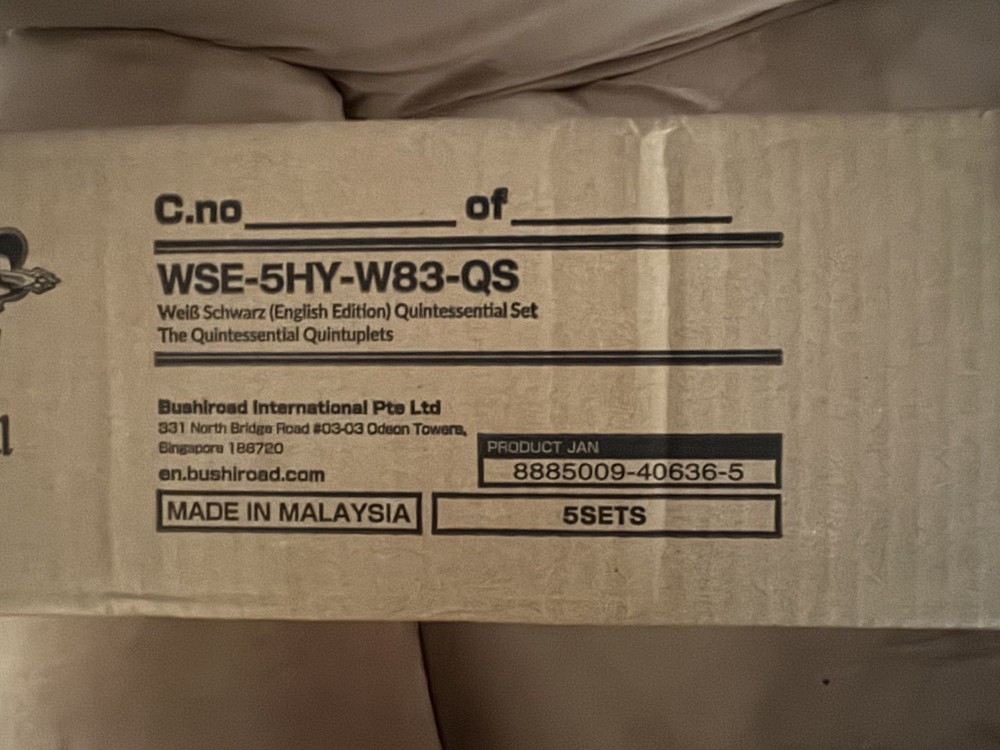 C.no__________ of__________
WSE-5HY-W83-QS
Weiß Schwarz (English Edition) Quintessential Set
The Quintessential Quintuplets
Bushiroad International Pte Ltd
331 North Bridge Road #03-03 Odeon Towers,
Singapore 188720
en.bushiroad.com
PRODUCT JAN
8885009-40636-5
MADE IN MALAYSIA
5SETS